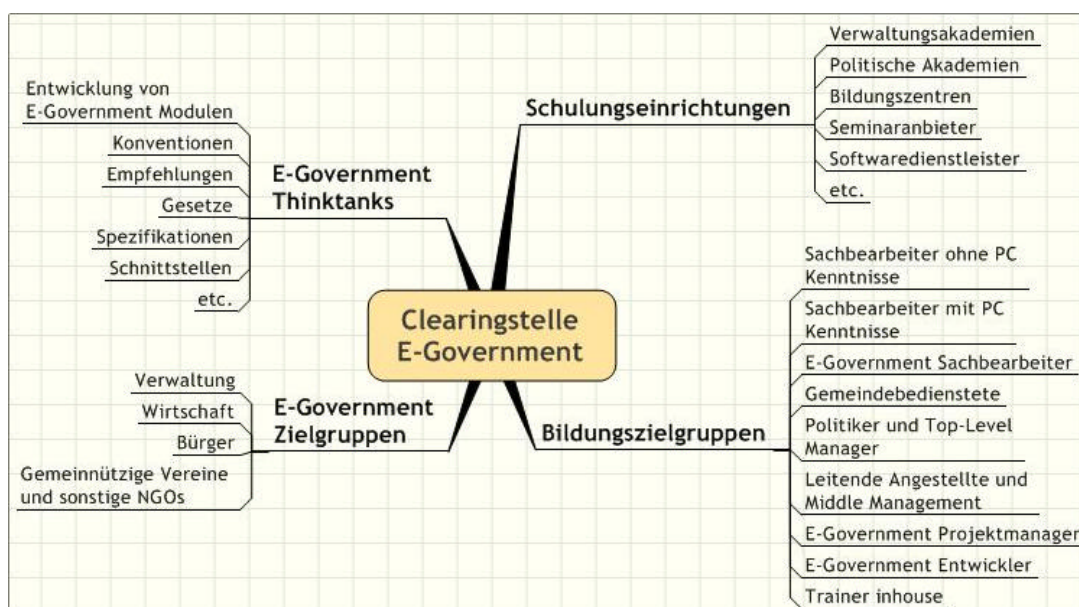 Clearingstelle
E-Government
E-Government
Thinktanks
Entwicklung von
E-Government Modulen
Konventionen
Empfehlungen
Gesetze
Spezifikationen
Schnittstellen
etc.
E-Government
Zielgruppen
Verwaltung
Wirtschaft
Bürger
Gemeinnützige Vereine
und sonstige NGOs
Schulungseinrichtungen
Verwaltungsakademien
Politische Akademien
Bildungszentren
Seminaranbieter
Softwaredienstleister
etc.
Bildungszielgruppen
Sachbearbeiter ohne PC
Kenntnisse
Sachbearbeiter mit PC
Kenntnisse
E-Government Sachbearbeiter
Gemeindebedienstete
Politiker und Top-Level
Manager
Leitende Angestellte und
Middle Management
E-Government Projektmanager
E-Government Entwickler
Trainer inhouse